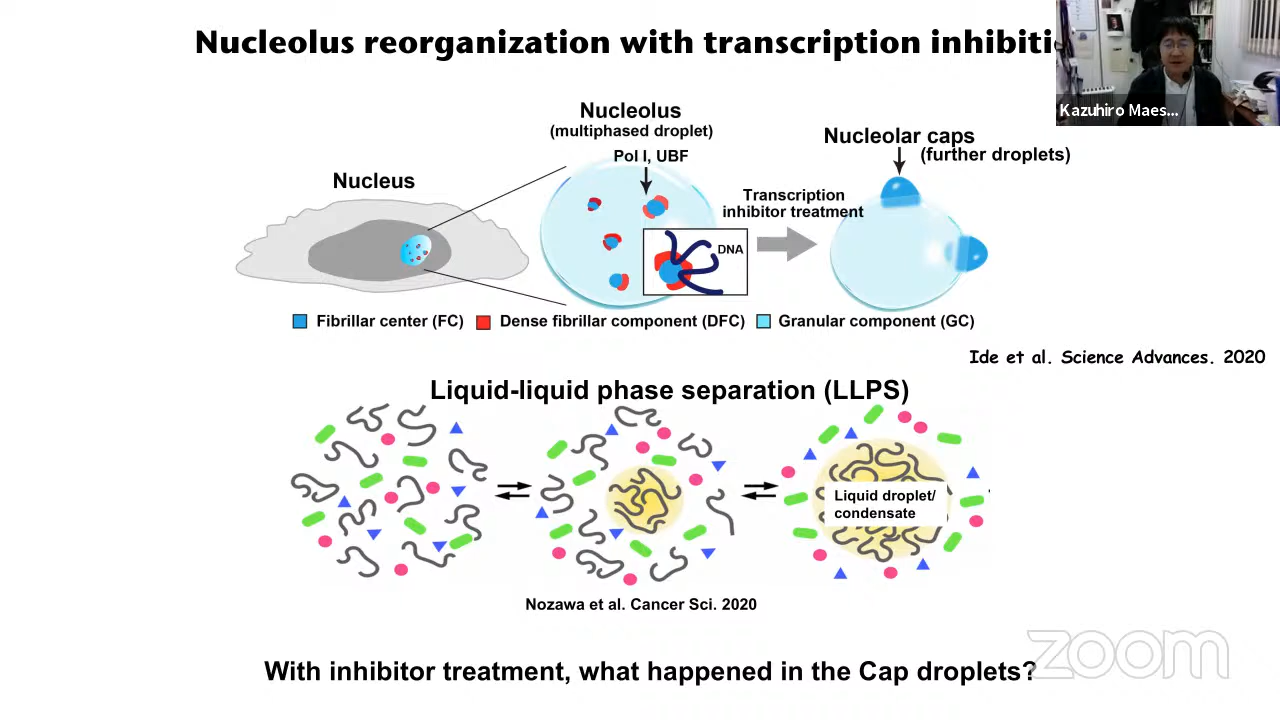 Nucleolus reorganization with transcription inhibiti
Kazuhiro Maes...
Nucleolus
(multiphased droplet)
Pol I, UBF
Nucleolar caps
(further droplets)
Nucleus
Transcription
inhibitor treatment
DNA
Fibrillar center (FC) Dense fibrillar component (DFC) Granular component (GC)
Ide et al. Science Advances. 2020
Liquid-liquid phase separation (LLPS)
Liquid droplet/
condensate
Nozawa et al. Cancer Sci. 2020
With inhibitor treatment, what happened in the Cap droplets?
zoom